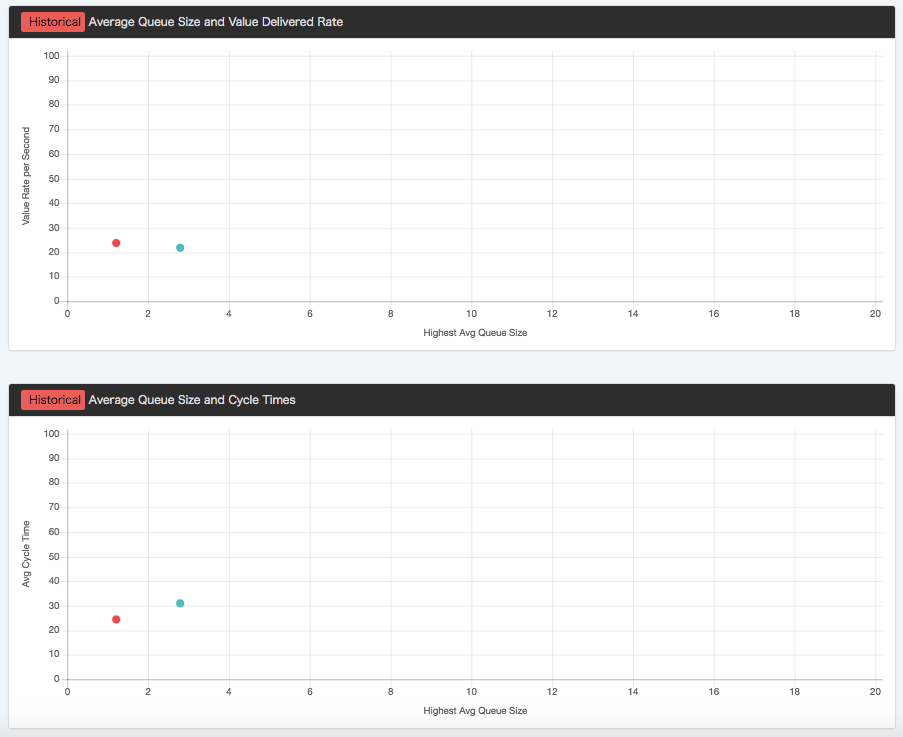 Historical Average Queue Size and Value Delivered Rate
100
90
80
70
60
50
40
30
20
10
0
Value Rate per Second
0 2 4 6 8 10 12 14 16 18 20
Highest Avg Queue Size
Historical Average Queue Size and Cycle Times
100
90
80
70
60
50
40
30
20
10
0
Avg Cycle Time
0 2 4 6 8 10 12 14 16 18 20
Highest Avg Queue Size